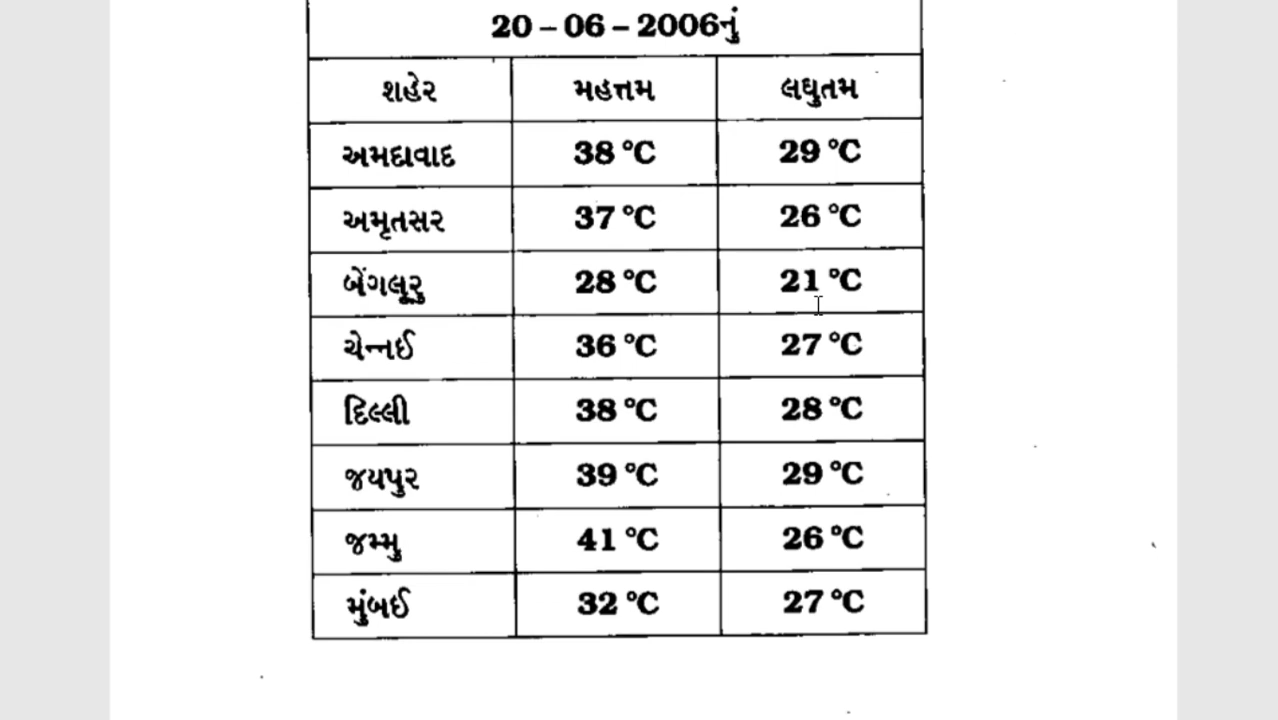 20 – 06 – 2006નું
શહેર મહત્તમ લઘુતમ
અમદાવાદ 38 °C 29 °C
અમૃતસર 37 °C 26 °C
બેંગલૂરુ 28 °C 21 °C
ચેન્નઈ 36 °C 27 °C
દિલ્લી 38 °C 28 °C
જયપુર 39 °C 29 °C
જમ્મુ 41 °C 26 °C
મુંબઈ 32 °C 27 °C